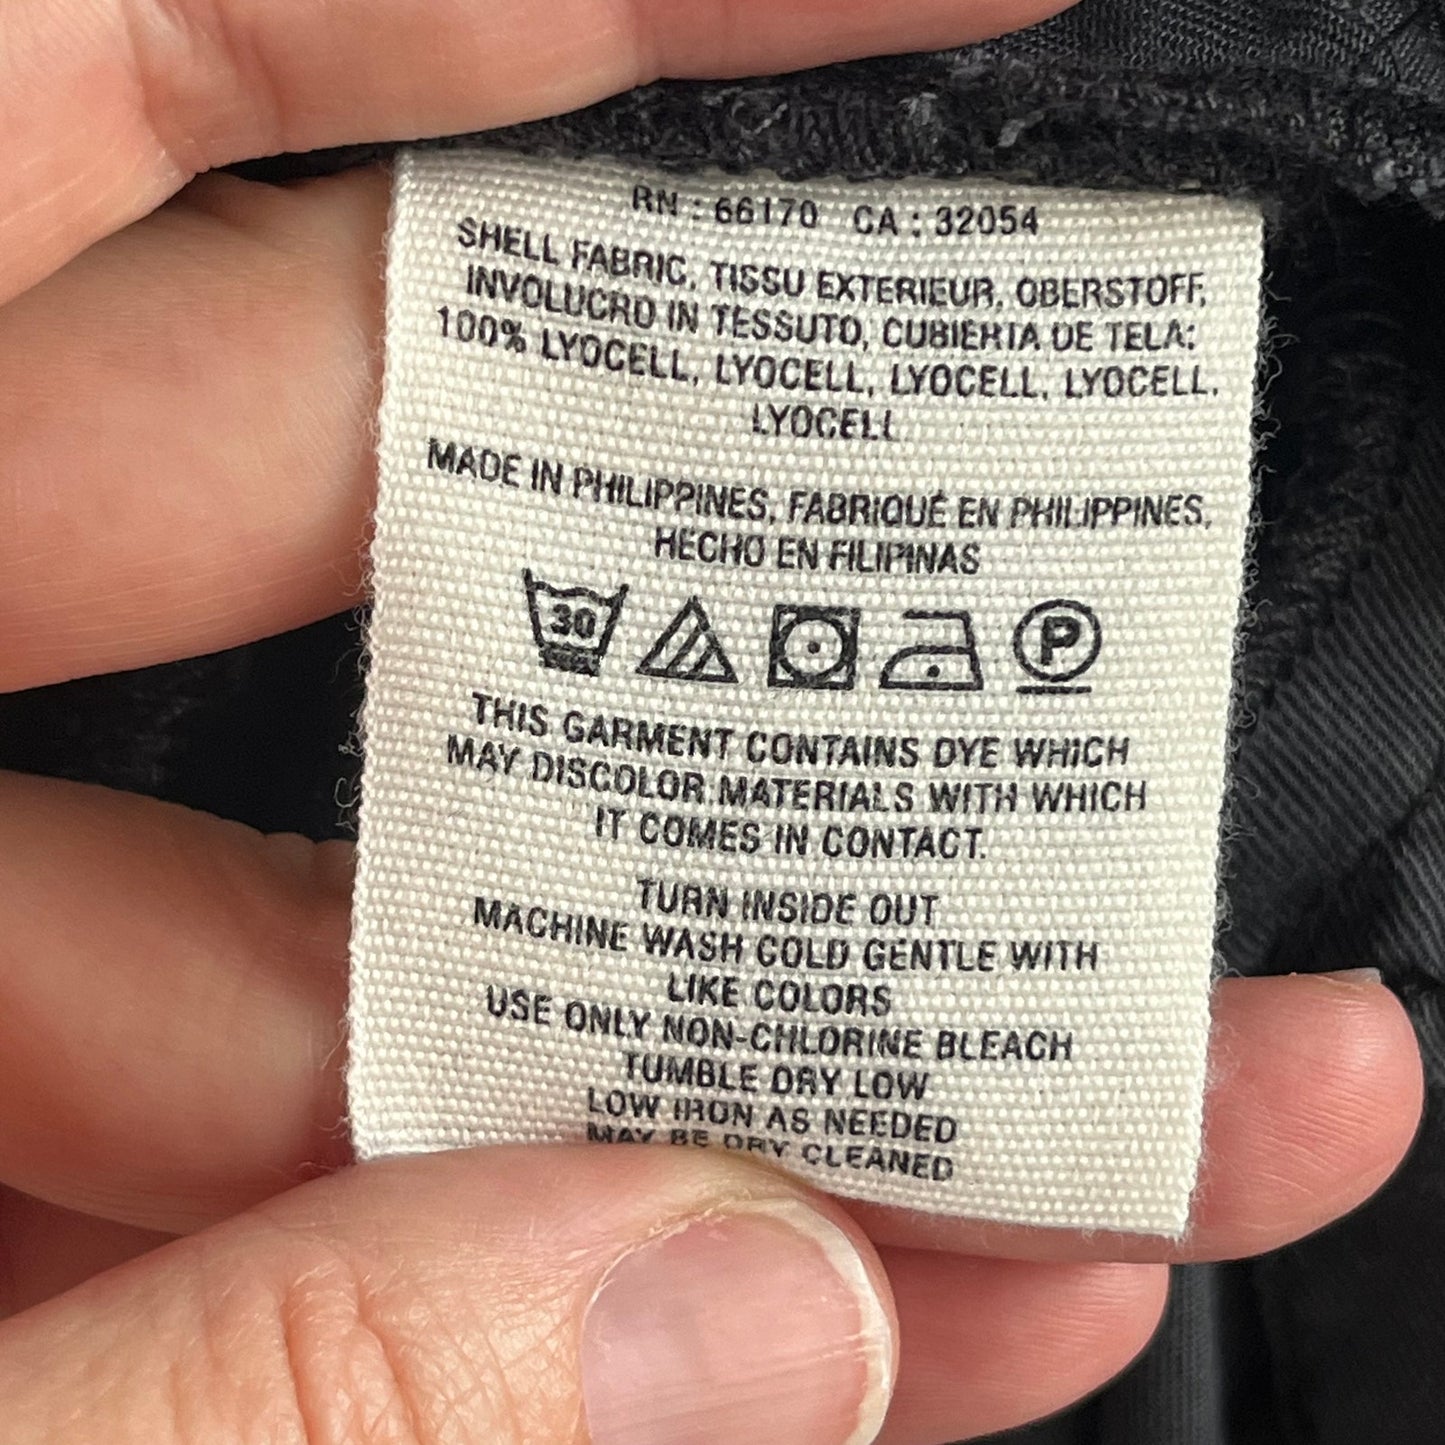 RN : 66170 CA : 32054
SHELL FABRIC, TISSU EXTERIEUR, OBERSTOFF,
INVOLUCRO IN TESSUTO, CUBIERTA DE TELA:
100% LYOCELL, LYOCELL, LYOCELL, LYOCELL,
LYOCELL
MADE IN PHILIPPINES, FABRIQUÉ EN PHILIPPINES,
HECHO EN FILIPINAS
30 P
THIS GARMENT CONTAINS DYE WHICH
MAY DISCOLOR MATERIALS WITH WHICH
IT COMES IN CONTACT.
TURN INSIDE OUT
MACHINE WASH COLD GENTLE WITH
LIKE COLORS
USE ONLY NON-CHLORINE BLEACH
TUMBLE DRY LOW
LOW IRON AS NEEDED
MAY BE DRY CLEANED